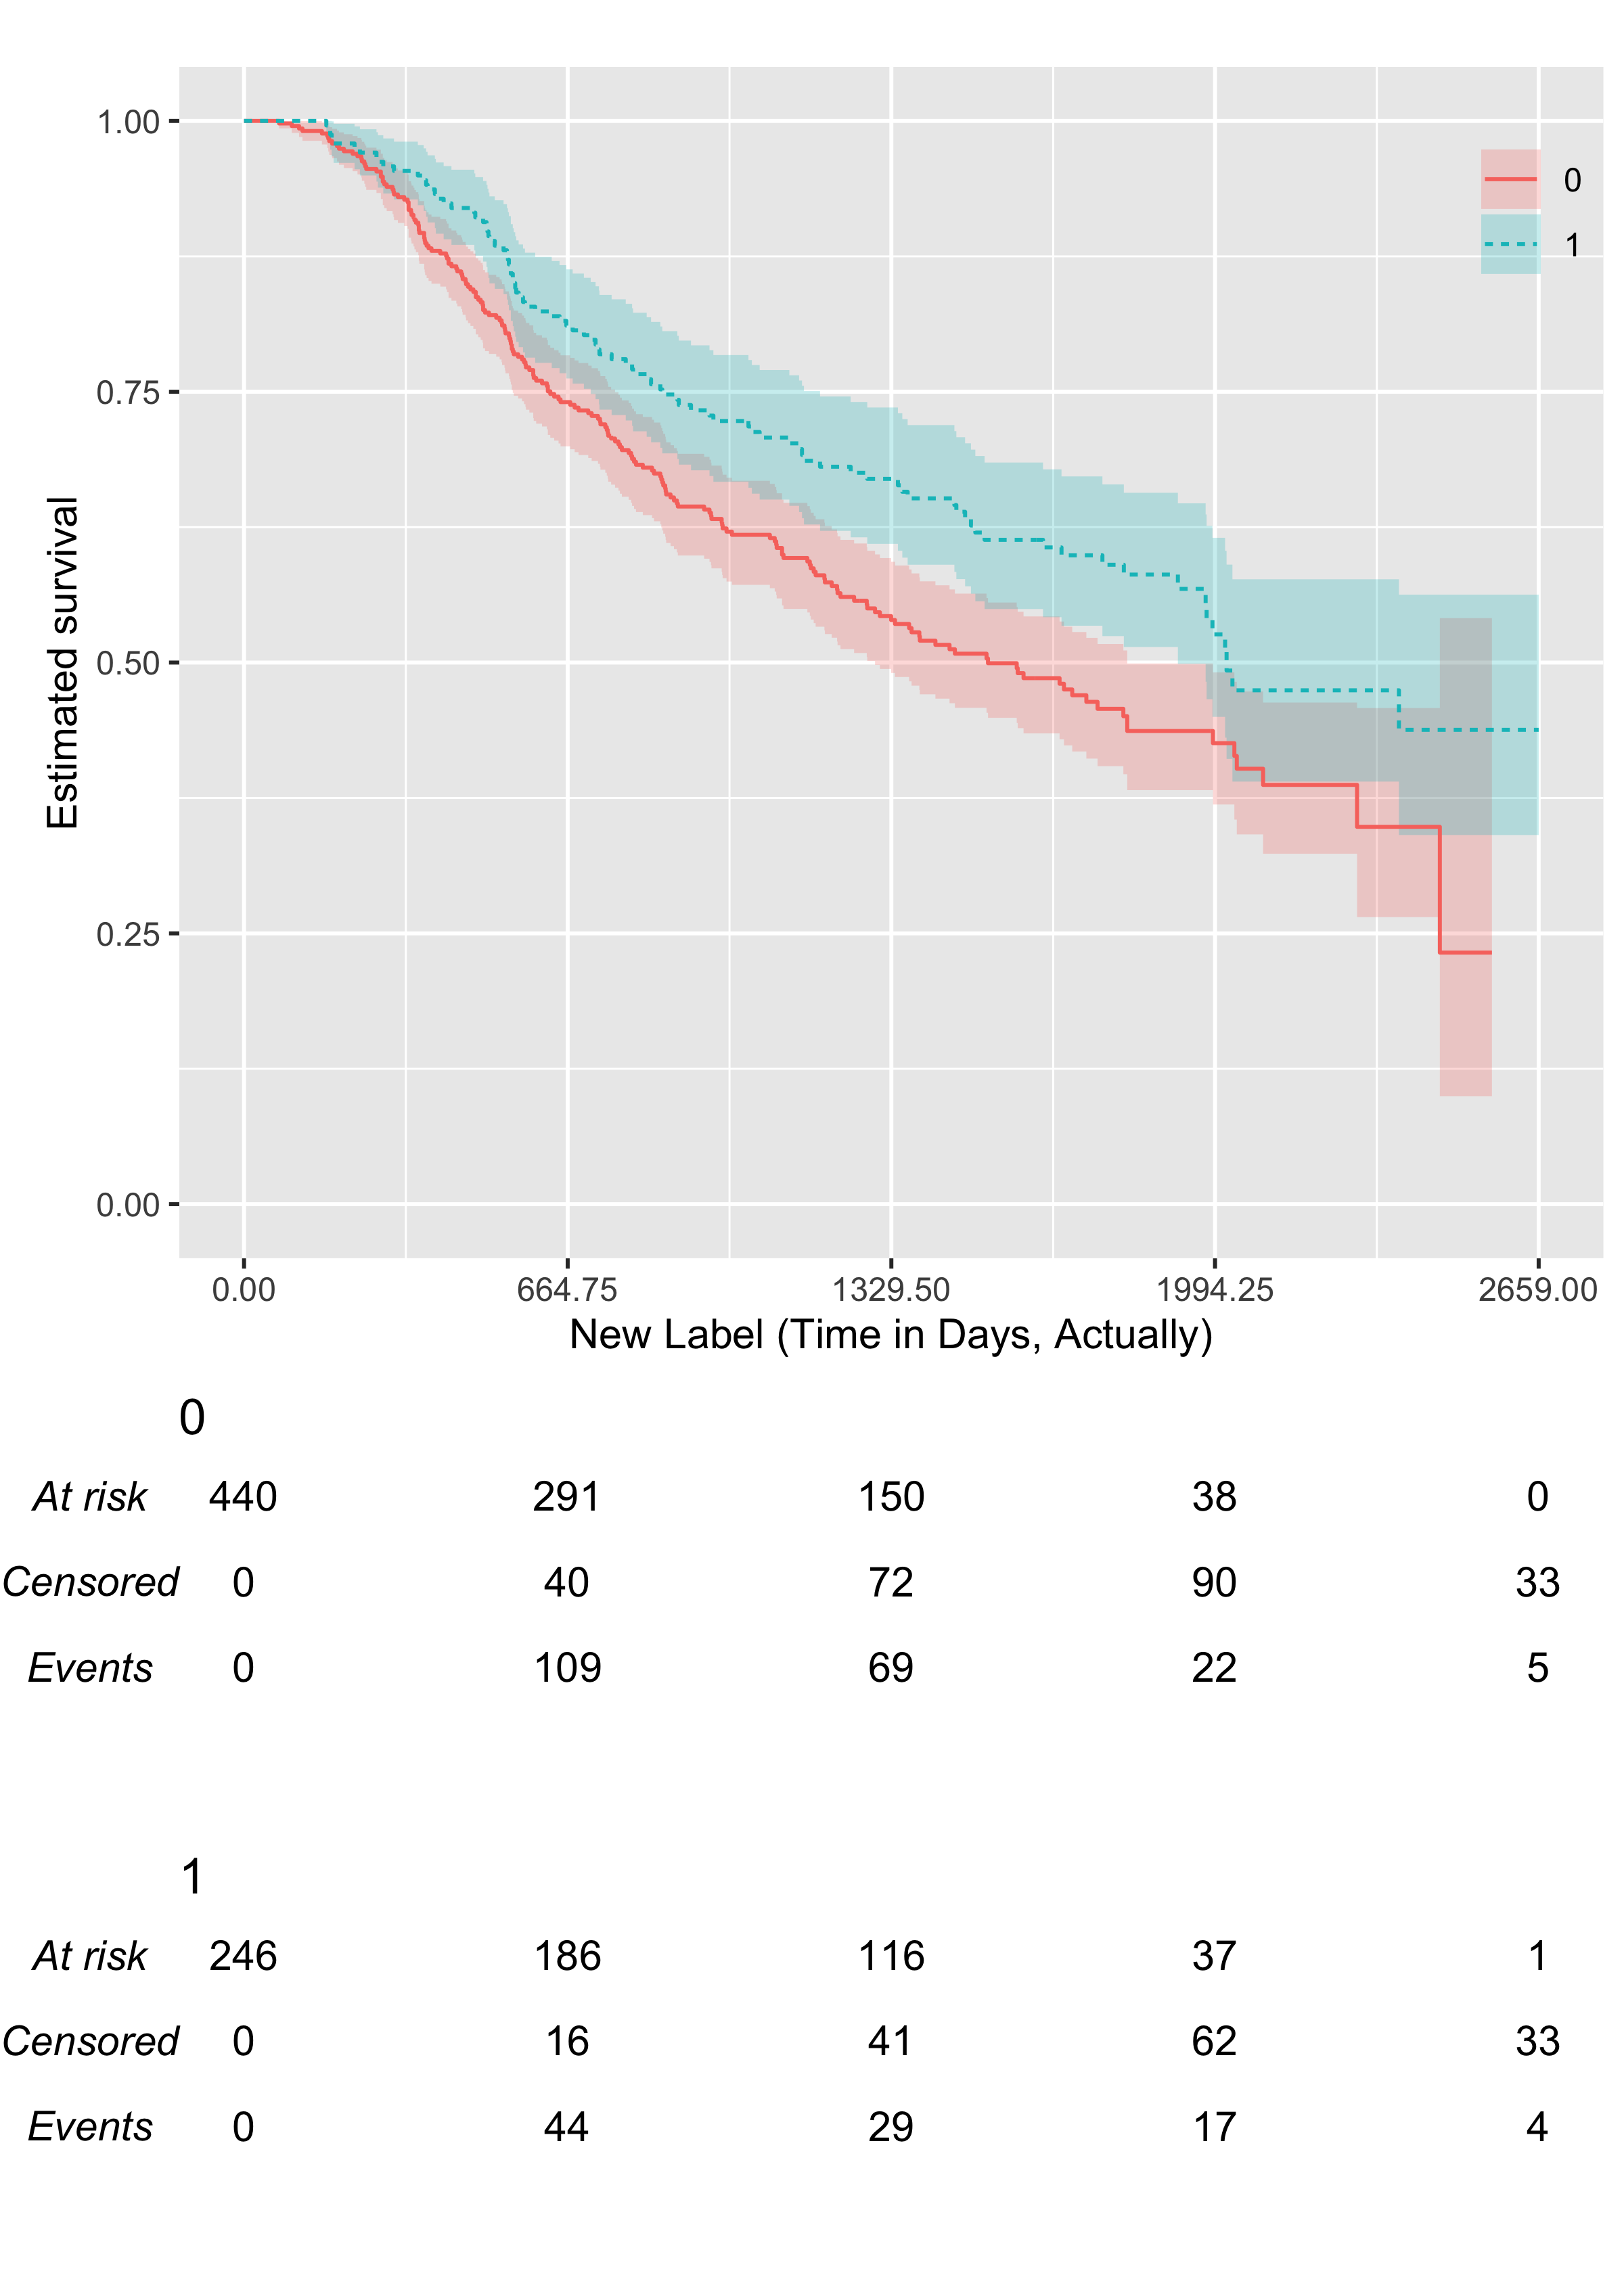 1.00
0.75
0.50
0.25
0.00
Estimated survival
0
1
0.00 664.75 1329.50 1994.25 2659.00
New Label (Time in Days, Actually)
0
At risk 440 291 150 38 0
Censored 0 40 72 90 33
Events 0 109 69 22 5
1
At risk 246 186 116 37 1
Censored 0 16 41 62 33
Events 0 44 29 17 4